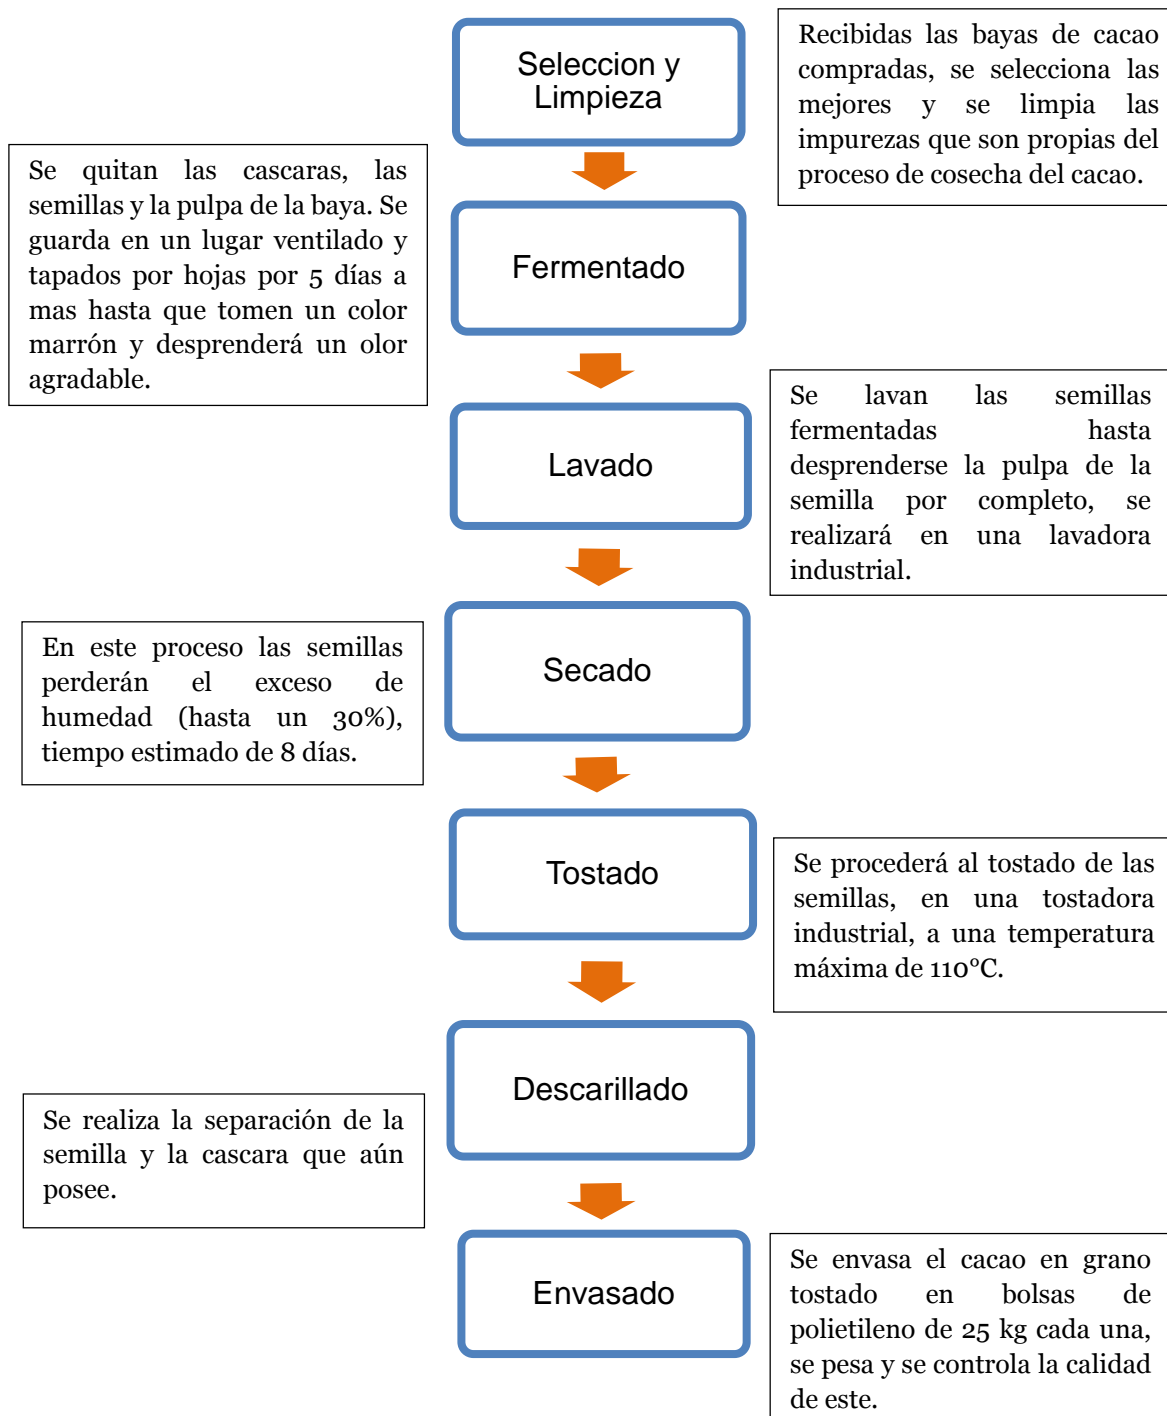 Seleccion y
Limpieza
Recibidas las bayas de cacao
compradas, se selecciona las
mejores y se limpia las
impurezas que son propias del
proceso de cosecha del cacao.
Se quitan las cascaras, las
semillas y la pulpa de la baya. Se
guarda en un lugar ventilado y
tapados por hojas por 5 días a
mas hasta que tomen un color
marrón y desprenderá un olor
agradable.
Fermentado
Lavado
Se lavan las semillas
fermentadas hasta
desprenderse la pulpa de la
semilla por completo, se
realizará en una lavadora
industrial.
En este proceso las semillas
perderán el exceso de
humedad (hasta un 30%),
tiempo estimado de 8 días.
Secado
Tostado
Se procederá al tostado de las
semillas, en una tostadora
industrial, a una temperatura
máxima de 110°C.
Descarillado
Se realiza la separación de la
semilla y la cascara que aún
posee.
Envasado
Se envasa el cacao en grano
tostado en bolsas de
polietileno de 25 kg cada una,
se pesa y se controla la calidad
de este.